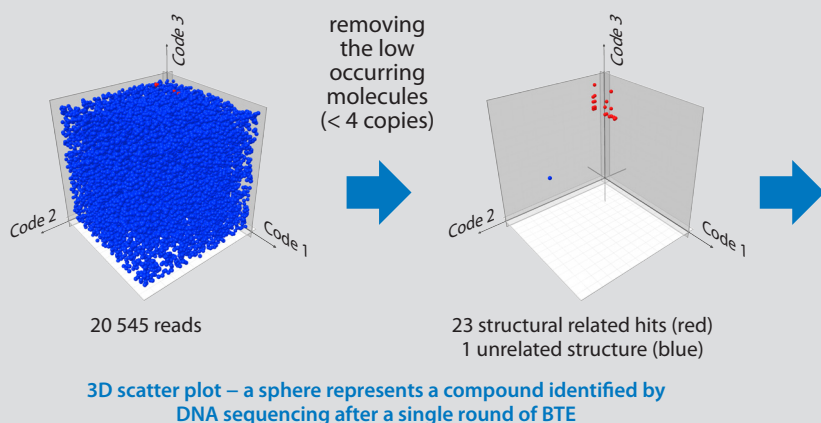 Code 3
Code 2
Code 1
20 545 reads
removing
the low
occurring
molecules
(< 4 copies)
Code 3
Code 2
Code 1
23 structural related hits (red)
1 unrelated structure (blue)
3D scatter plot – a sphere represents a compound identified by
DNA sequencing after a single round of BTE